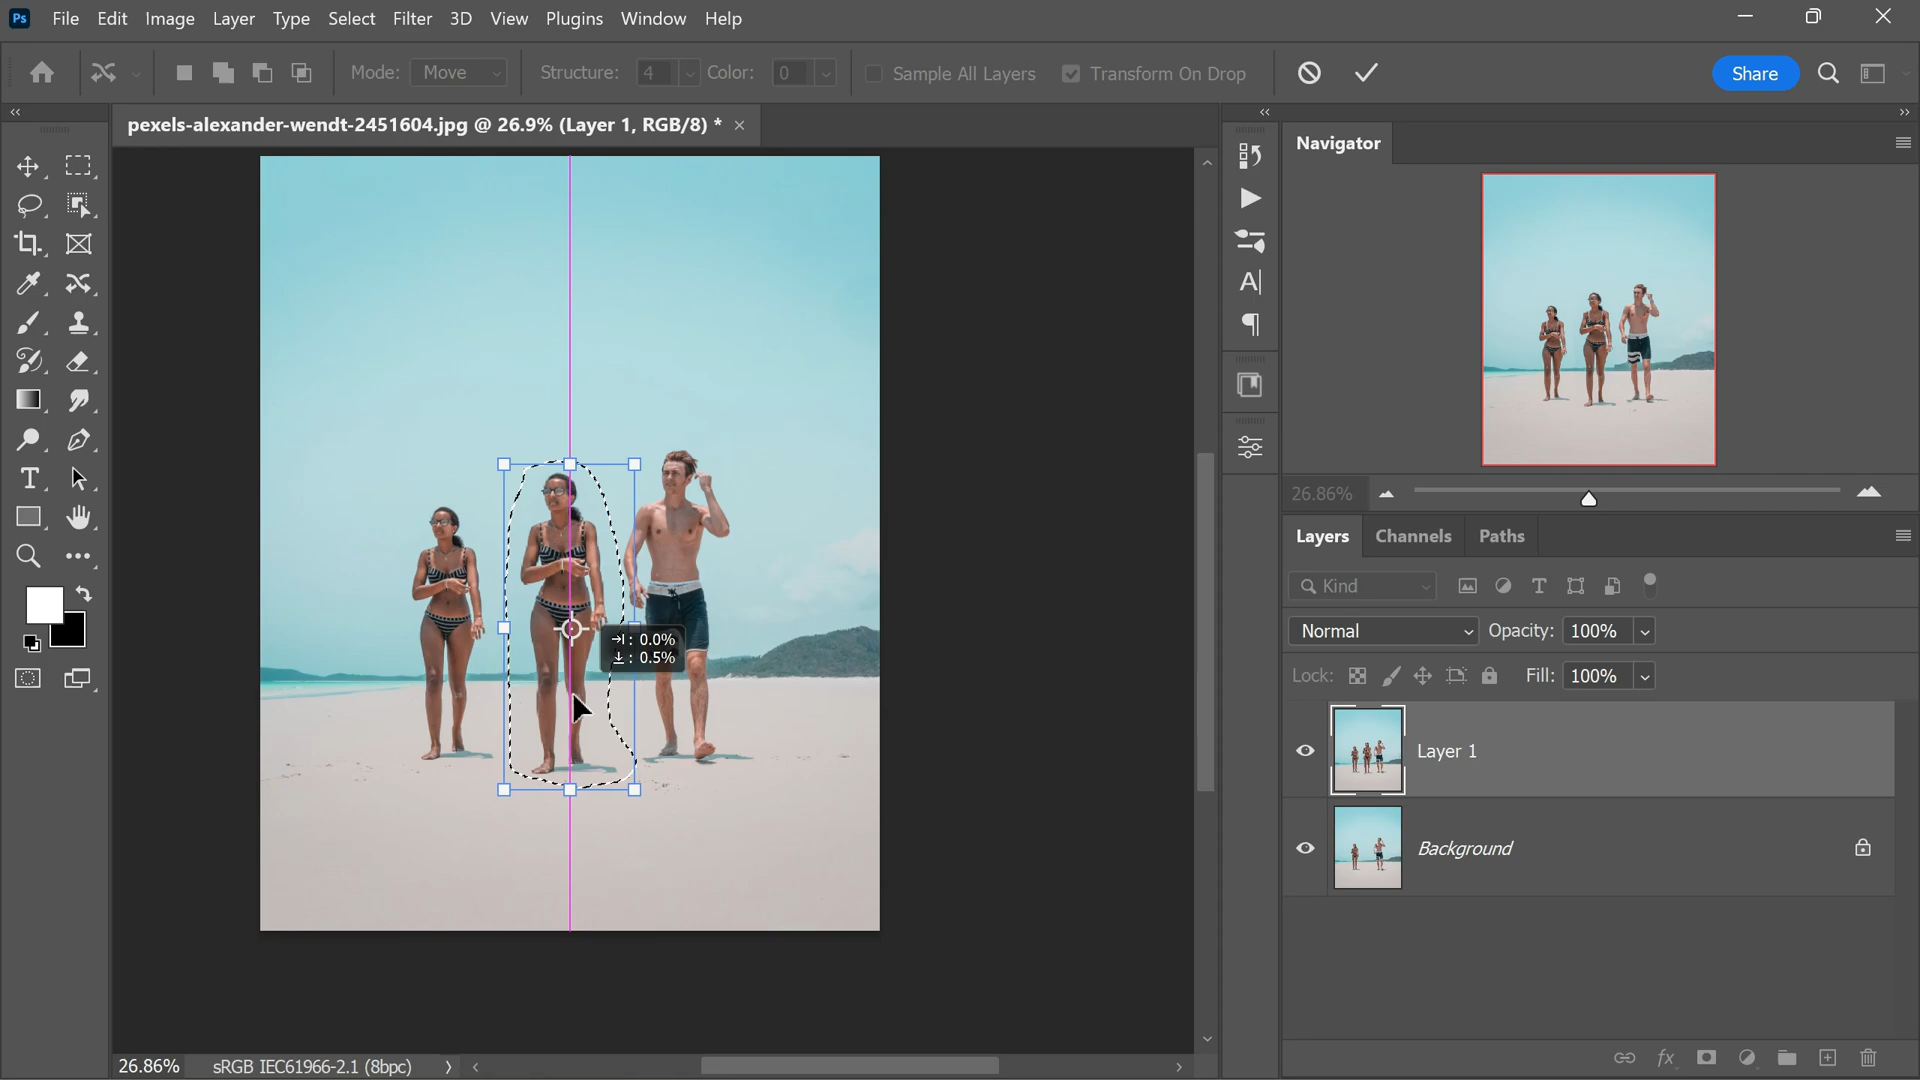 Ps File Edit Image Layer Type Select Filter 3D View Plugins Window Help
Mode: Move Structure: 4 Color: 0 Sample All Layers Transform On Drop Share
pexels-alexander-wendt-2451604.jpg @ 26.9% (Layer 1, RGB/8) *
Navigator
26.86%
Layers Channels Paths
Kind
Normal Opacity: 100%
Lock: Fill: 100%
Layer 1
Background
: 0.0%
: 0.5%
26.86% sRGB IEC61966-2.1 (8bpc)